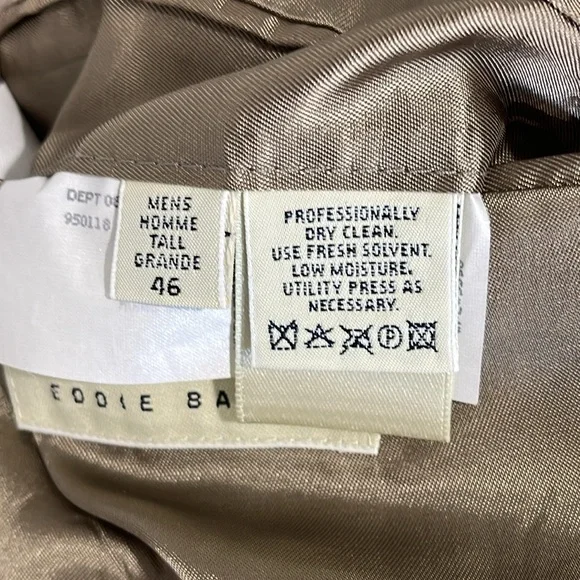 DEPT 0
950118
MENS
HOMME
TALL
GRANDE
46
PROFESSIONALLY
DRY CLEAN.
USE FRESH SOLVENT.
LOW MOISTURE.
UTILITY PRESS AS
NECESSARY.
P
EDDIE BA